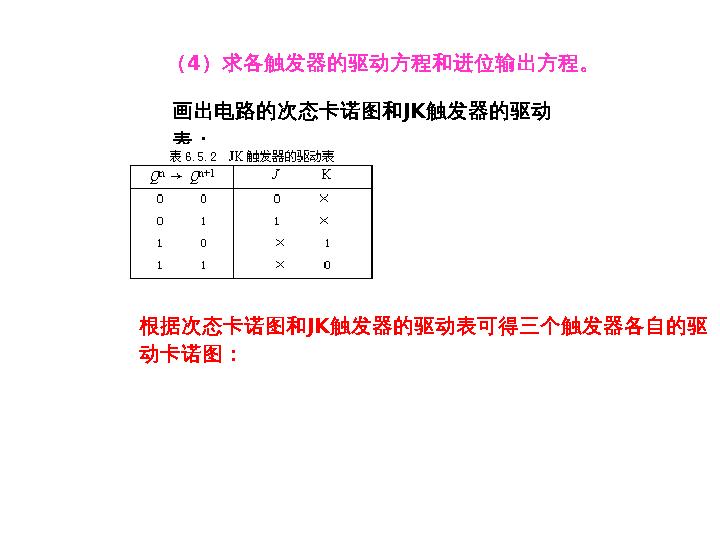 （4）求各触发器的驱动方程和进位输出方程。
画出电路的次态卡诺图和JK触发器的驱动
表：
表 6.5.2 JK 触发器的驱动表
Qn → Qn+1 J K
0 0 0 ×
0 1 1 ×
1 0 × 1
1 1 × 0
根据次态卡诺图和JK触发器的驱动表可得三个触发器各自的驱
动卡诺图：